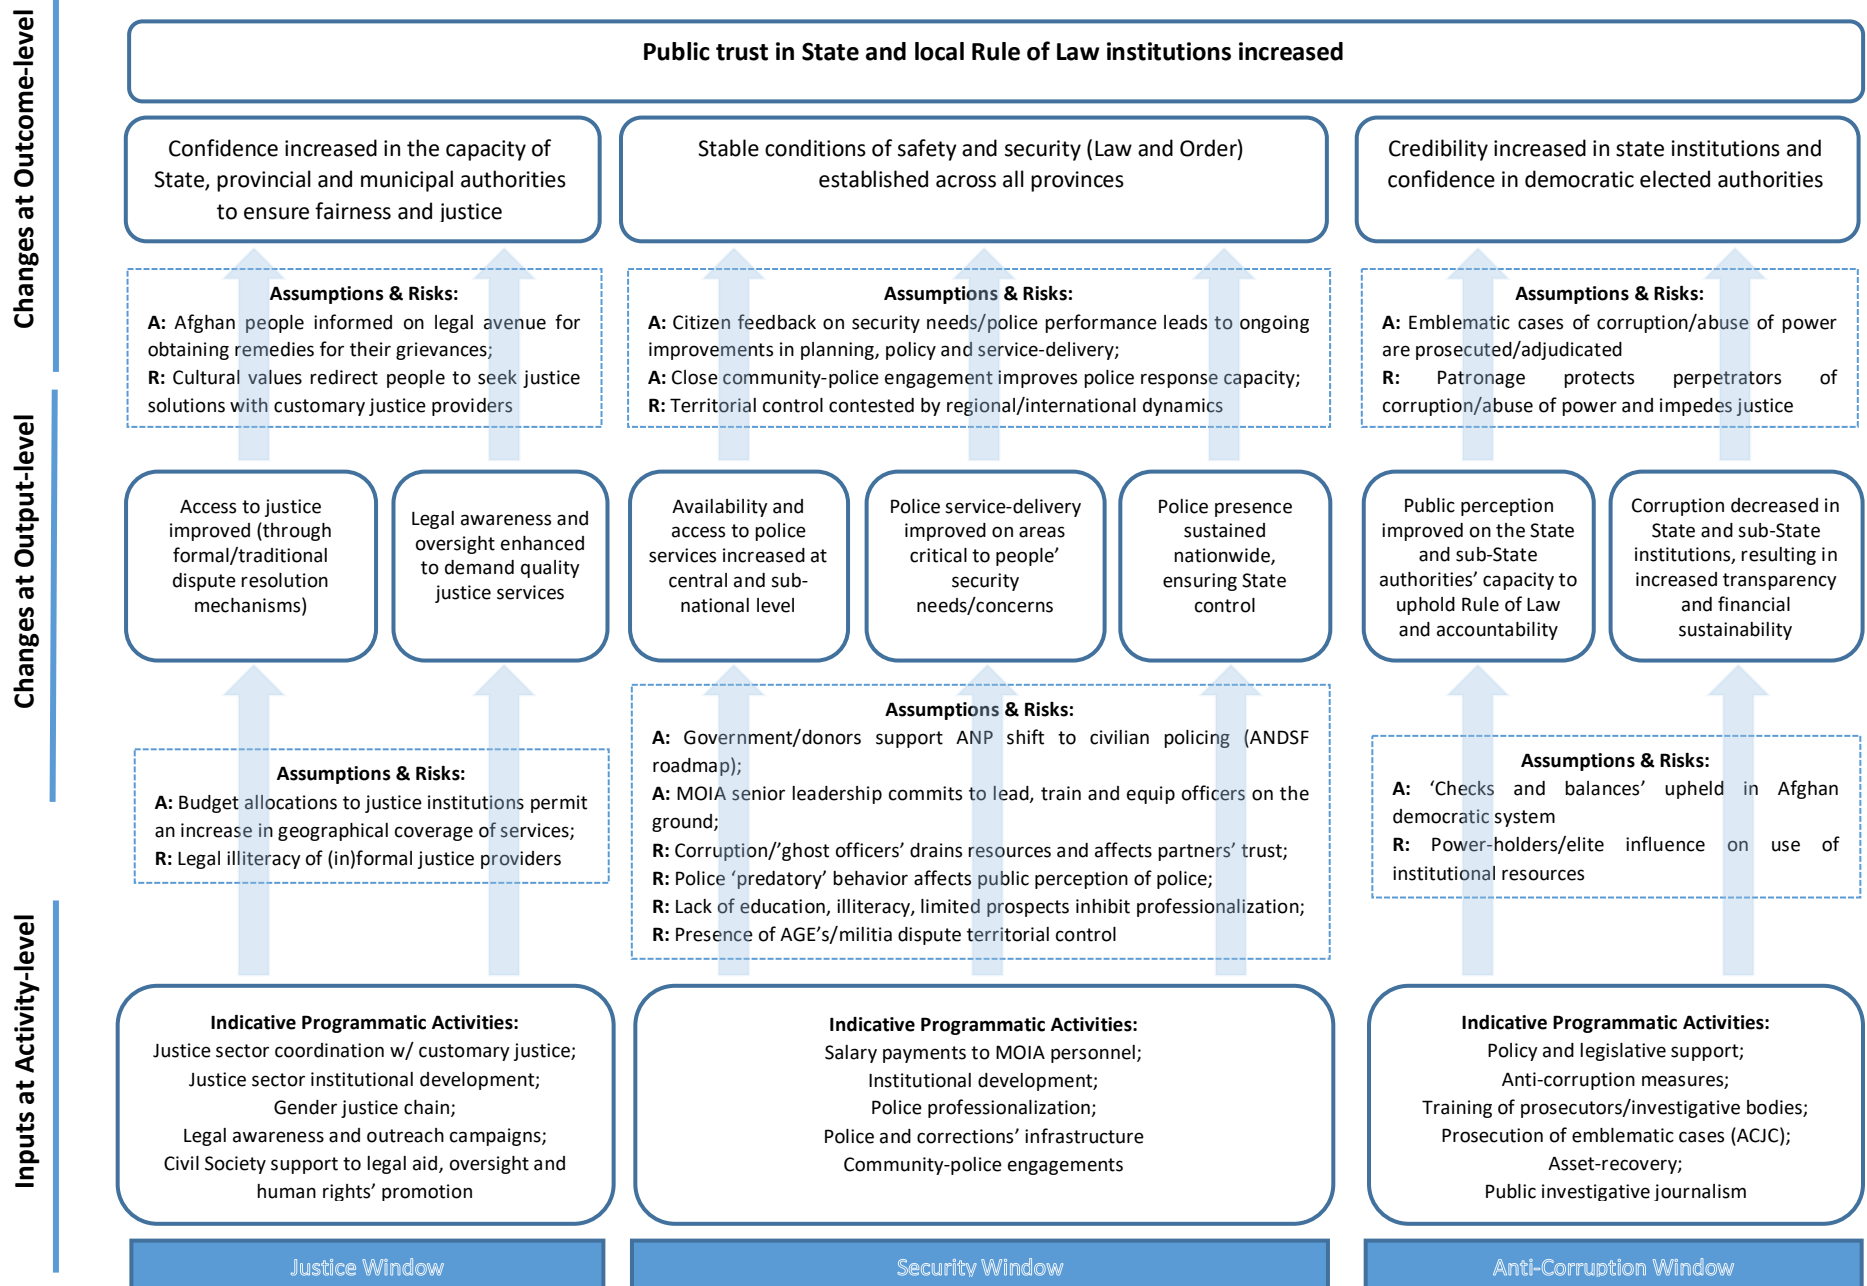 Changes at Outcome-level
Changes at Output-level
Inputs at Activity-level
Public trust in State and local Rule of Law institutions increased
Confidence increased in the capacity of
State, provincial and municipal authorities
to ensure fairness and justice
Stable conditions of safety and security (Law and Order)
established across all provinces
Credibility increased in state institutions and
confidence in democratic elected authorities
Assumptions & Risks:
A: Afghan people informed on legal avenue for
obtaining remedies for their grievances;
R: Cultural values redirect people to seek justice
solutions with customary justice providers
Assumptions & Risks:
A: Citizen feedback on security needs/police performance leads to ongoing
improvements in planning, policy and service-delivery;
A: Close community-police engagement improves police response capacity;
R: Territorial control contested by regional/international dynamics
Assumptions & Risks:
A: Emblematic cases of corruption/abuse of power
are prosecuted/adjudicated
R: Patronage protects perpetrators of
corruption/abuse of power and impedes justice
Access to justice
improved (through
formal/traditional
dispute resolution
mechanisms)
Legal awareness and
oversight enhanced
to demand quality
justice services
Availability and
access to police
services increased at
central and sub-
national level
Police service-delivery
improved on areas
critical to people'
security
needs/concerns
Police presence
sustained
nationwide,
ensuring State
control
Public perception
improved on the State
and sub-State
authorities' capacity to
uphold Rule of Law
and accountability
Corruption decreased in
State and sub-State
institutions, resulting in
increased transparency
and financial
sustainability
Assumptions & Risks:
A: Budget allocations to justice institutions permit
an increase in geographical coverage of services;
R: Legal illiteracy of (in)formal justice providers
Assumptions & Risks:
A: Government/donors support ANP shift to civilian policing (ANDSF
roadmap);
A: MOIA senior leadership commits to lead, train and equip officers on the
ground;
R: Corruption/'ghost officers' drains resources and affects partners' trust;
R: Police 'predatory' behavior affects public perception of police;
R: Lack of education, illiteracy, limited prospects inhibit professionalization;
R: Presence of AGE's/militia dispute territorial control
Assumptions & Risks:
A: 'Checks and balances' upheld in Afghan
democratic system
R: Power-holders/elite influence on use of
institutional resources
Indicative Programmatic Activities:
Justice sector coordination w/ customary justice;
Justice sector institutional development;
Gender justice chain;
Legal awareness and outreach campaigns;
Civil Society support to legal aid, oversight and
human rights' promotion
Indicative Programmatic Activities:
Salary payments to MOIA personnel;
Institutional development;
Police professionalization;
Police and corrections' infrastructure
Community-police engagements
Indicative Programmatic Activities:
Policy and legislative support;
Anti-corruption measures;
Training of prosecutors/investigative bodies;
Prosecution of emblematic cases (ACJC);
Asset-recovery;
Public investigative journalism
Justice Window
Security Window
Anti-Corruption Window